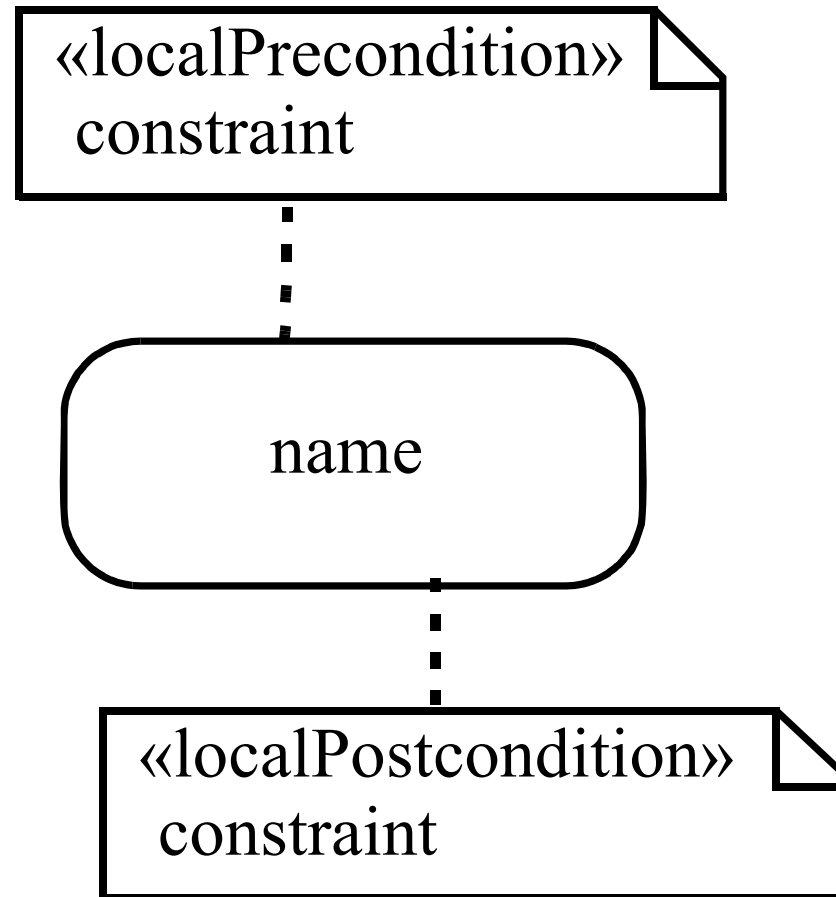 «localPrecondition»
constraint
name
«localPostcondition»
constraint